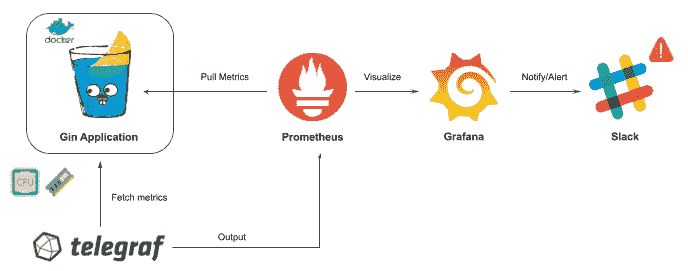 docker
Pull Metrics
Visualize
Notify/Alert
Gin Application
Prometheus
Grafana
Slack
CPU
Fetch metrics
telegraf
Output